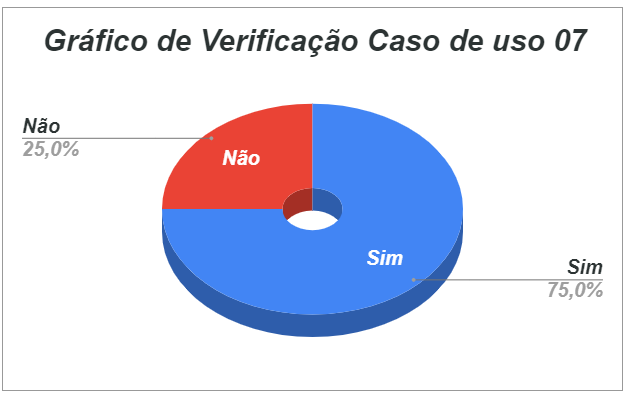 Gráfico de Verificação Caso de uso 07
Não
25,0%
Não
Sim
Sim
75,0%